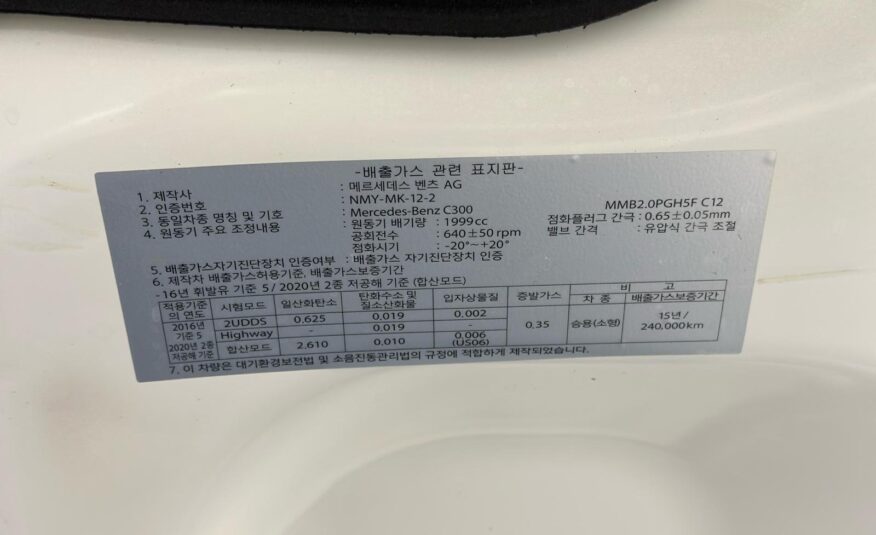 -배출가스 관련 표지판-
1. 제작사 : 메르세데스 벤츠 AG
2. 인증번호 : NMY-MK-12-2
3. 동일차종 명칭 및 기호 : Mercedes-Benz C300 MMB2.0PGH5F C12
4. 원동기 주요 조정내용 : 원동기 배기량 : 1999cc 점화플러그 간극 : 0.65±0.05mm
공회전수 : 640±50 rpm 밸브 간격 : 유압식 간극 조절
점화시기 : -20°~+20°
5. 배출가스자기진단장치 인증여부 : 배출가스 자기진단장치 인증
6. 제작차 배출가스허용기준, 배출가스보증기간
-16년 휘발유 기준 5/ 2020년 2종 저공해 기준 (합산모드)
적용기준의 연도 시험모드 일산화탄소 탄화수소 및 질소산화물 입자상물질 증발가스 비 고
차 종 배출가스보증기간
2016년 기준 5 2UDDS 0.625 0.019 0.002 0.35 승용(소형) 15년/ 240,000km
Highway - 0.019 -
2020년 2종 저공해 기준 합산모드 2.610 0.010 0.006 (US06)
7. 이 차량은 대기환경보전법 및 소음진동관리법의 규정에 적합하게 제작되었습니다.